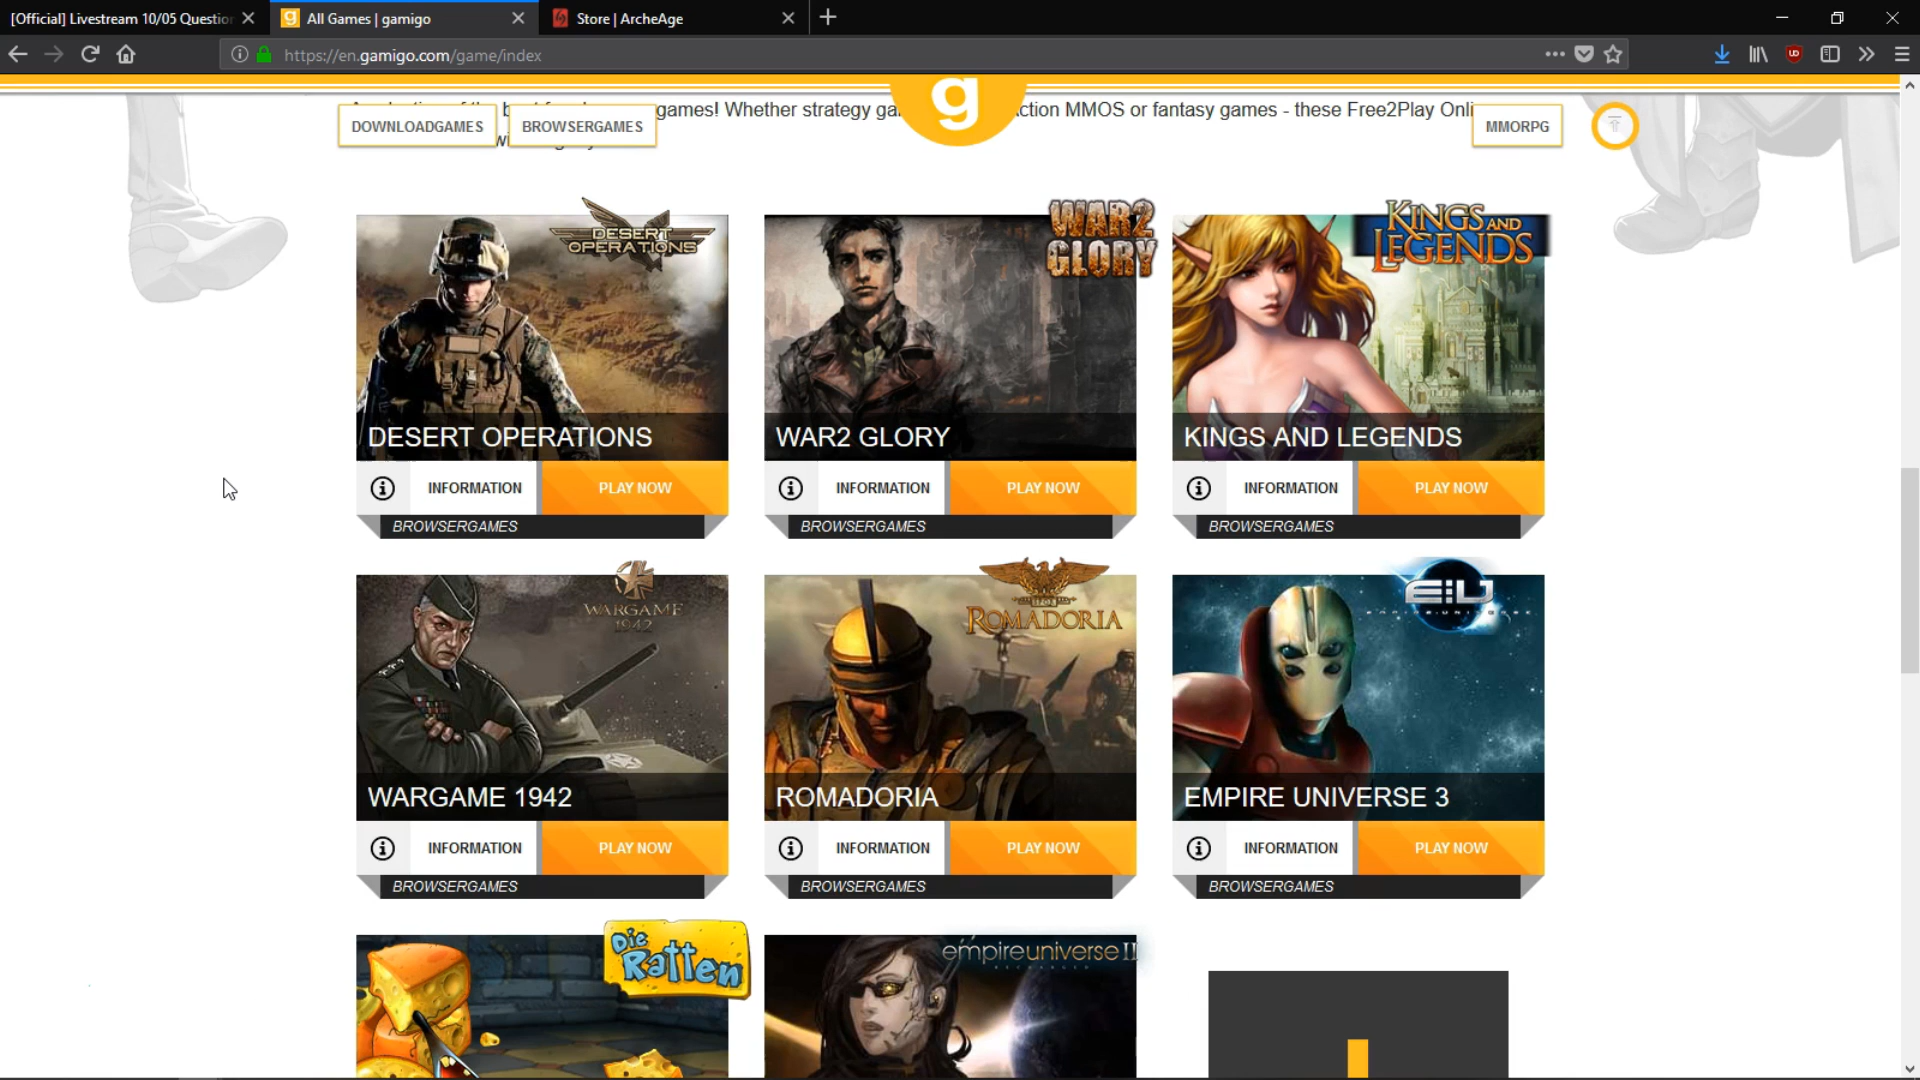 [Official] Livestream 10/05 Question
All Games | gamigo
Store | ArcheAge
https://en.gamigo.com/game/index
games! Whether strategy ga
ction MMOS or fantasy games - these Free2Play Onli
DOWNLOADGAMES
BROWSERGAMES
g
MMORPG
DESERT OPERATIONS
WAR2 GLORY
KINGS AND LEGENDS
DESERT OPERATIONS
WAR2 GLORY
KINGS AND LEGENDS
INFORMATION
PLAY NOW
INFORMATION
PLAY NOW
INFORMATION
PLAY NOW
BROWSERGAMES
BROWSERGAMES
BROWSERGAMES
WARGAME 1942
ROMADORIA
E:U
WARGAME 1942
ROMADORIA
EMPIRE UNIVERSE 3
INFORMATION
PLAY NOW
INFORMATION
PLAY NOW
INFORMATION
PLAY NOW
BROWSERGAMES
BROWSERGAMES
BROWSERGAMES
Die Ratten
empireuniverse II